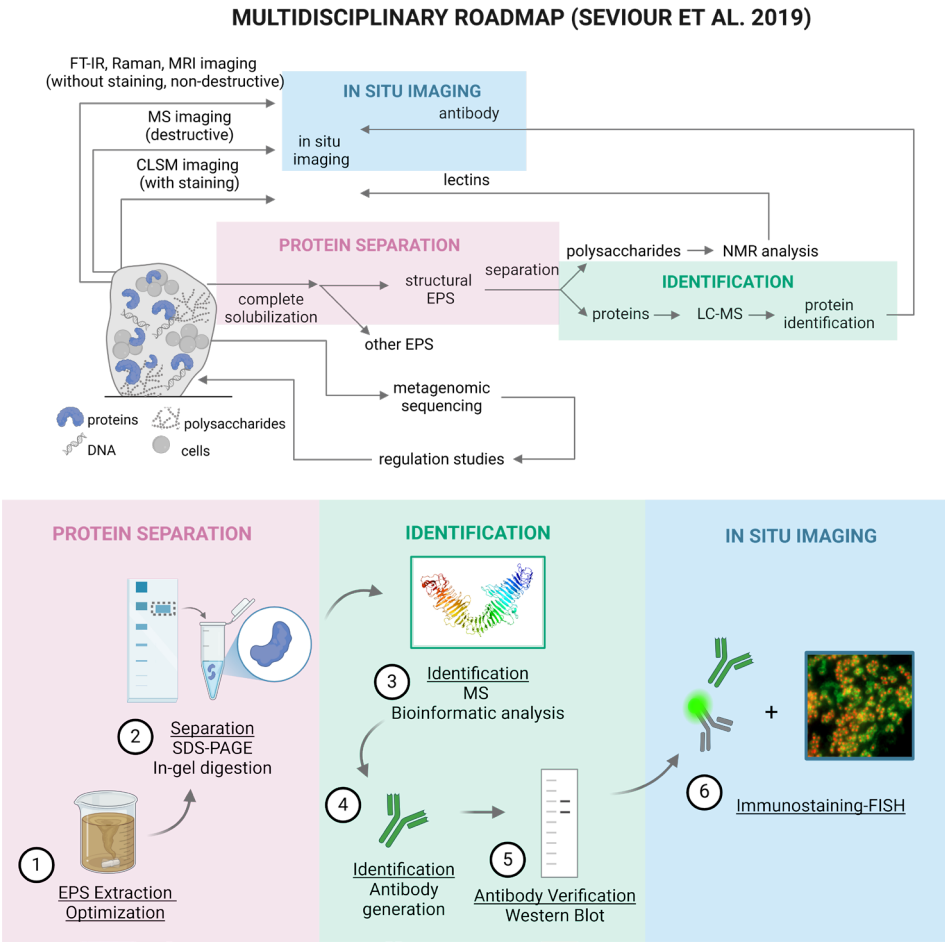 MULTIDISCIPLINARY ROADMAP (SEVIOUR ET AL. 2019)
FT-IR, Raman, MRI imaging
(without staining, non-destructive)
MS imaging
(destructive)
CLSM imaging
(with staining)
IN SITU IMAGING
antibody
in situ
imaging
lectins
PROTEIN SEPARATION
complete
solubilization
structural
EPS
other EPS
separation
polysaccharides
NMR analysis
IDENTIFICATION
proteins
LC-MS
protein
identification
metagenomic
sequencing
regulation studies
proteins
polysaccharides
DNA
cells
PROTEIN SEPARATION
2
Separation
SDS-PAGE
In-gel digestion
1
EPS Extraction
Optimization
IDENTIFICATION
3
Identification
MS
Bioinformatic analysis
4
Identification
Antibody
generation
5
Antibody Verification
Western Blot
IN SITU IMAGING
+
6
Immunostaining-FISH